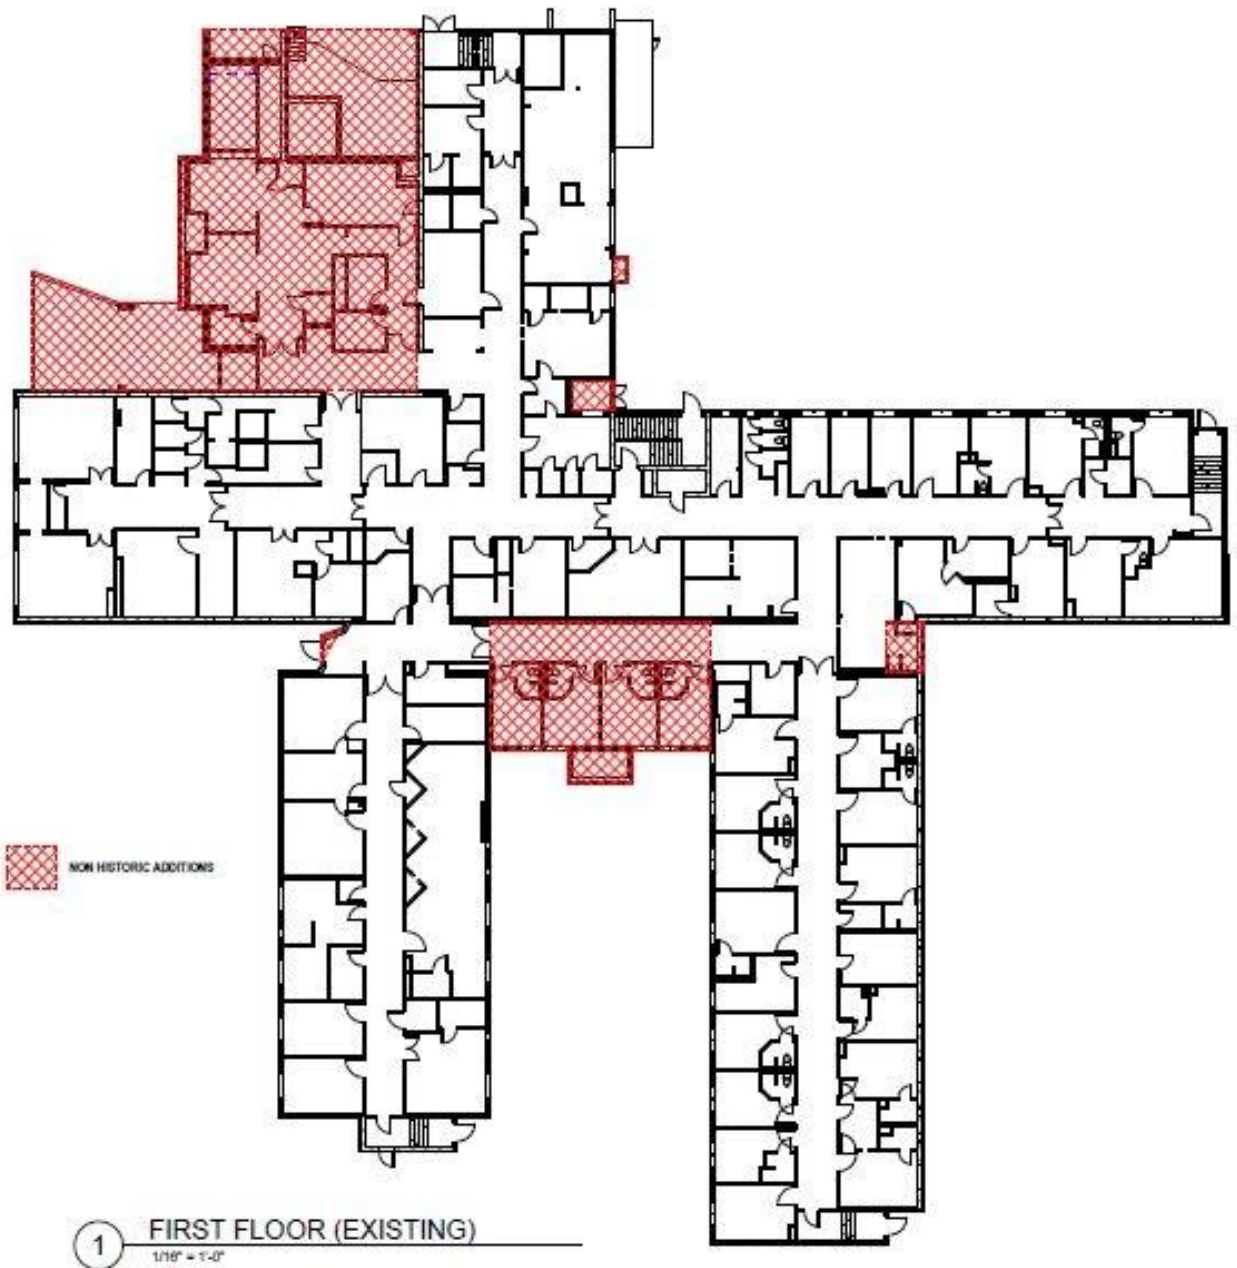 NON HISTORIC ADDITIONS
1 FIRST FLOOR (EXISTING)
1/16" = 1'-0"